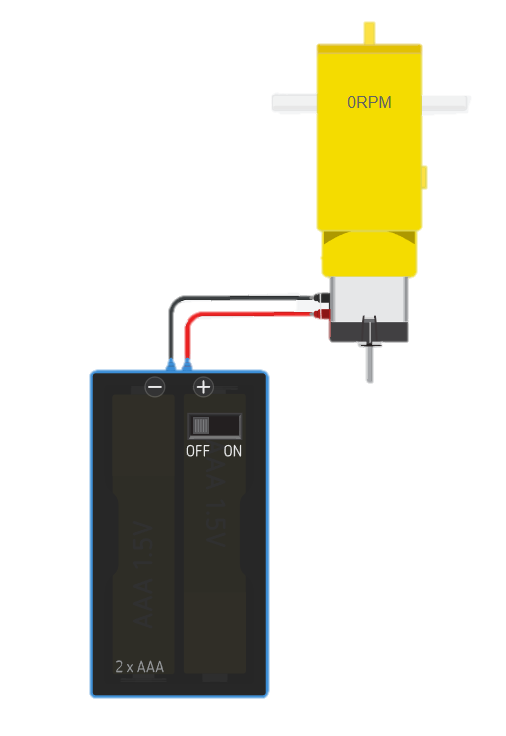 0RPM
− +
OFF ON
AAA 1.5V
AAA 1.5V
2 x AAA